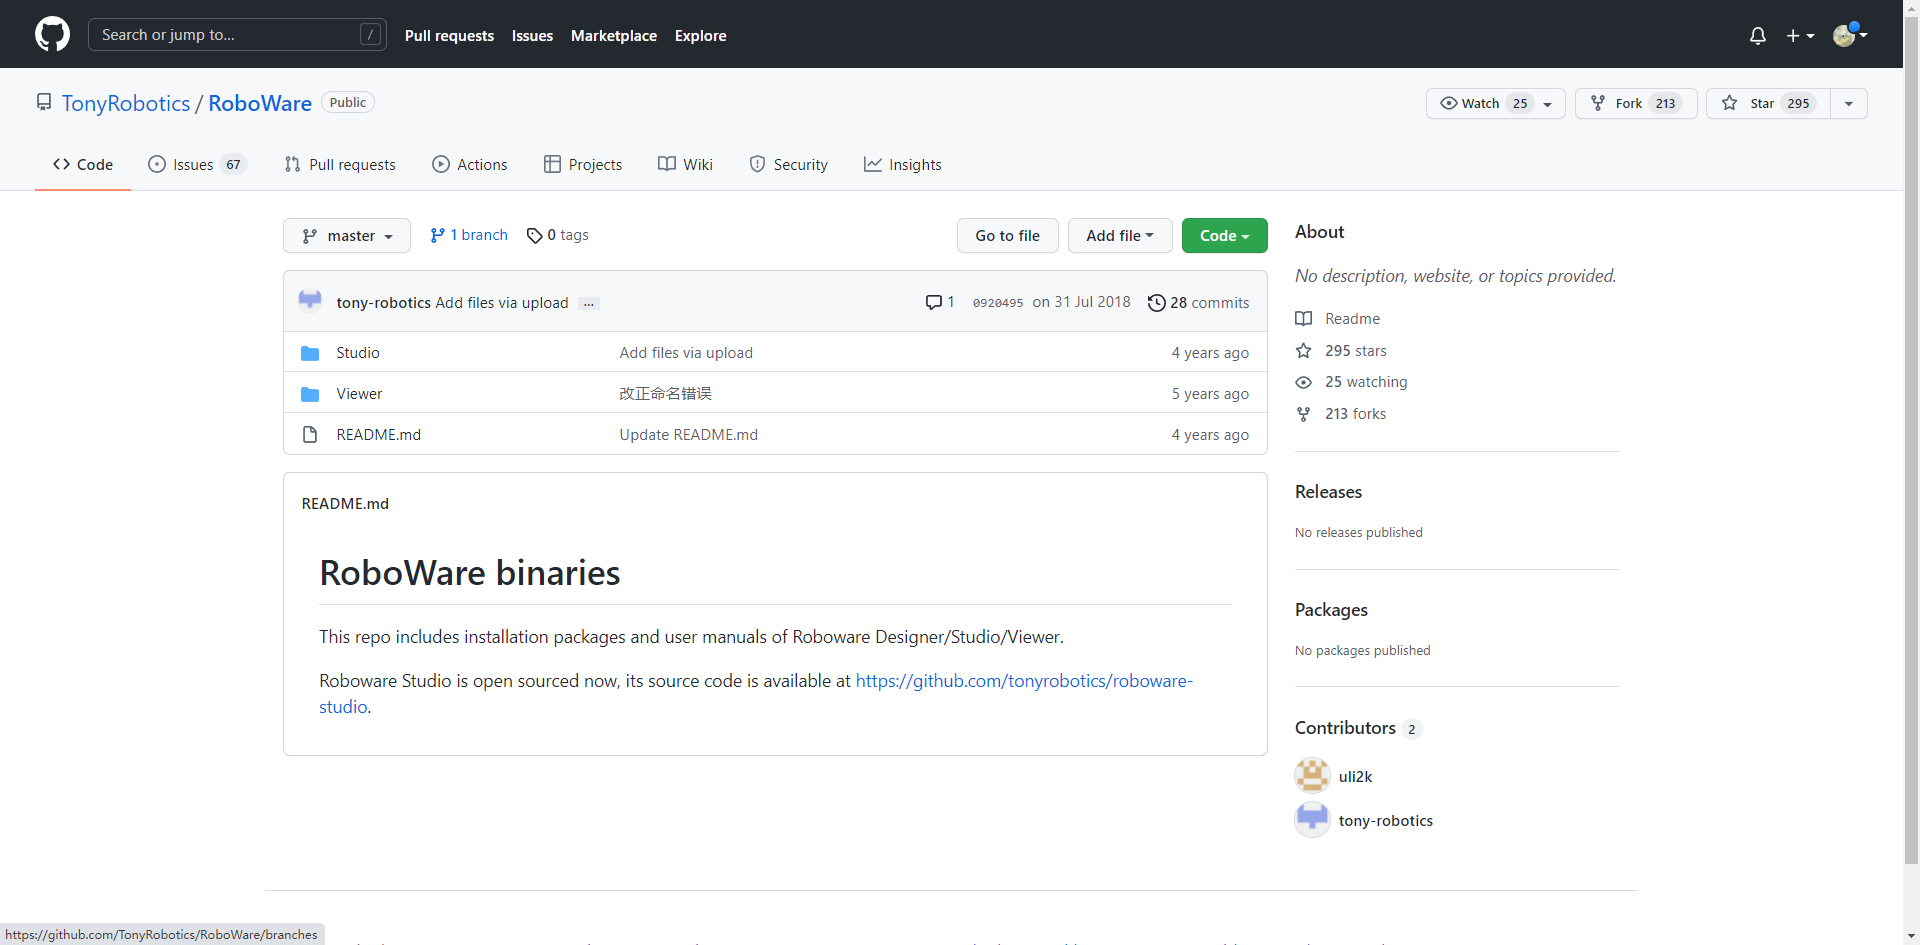 Search or jump to... / Pull requests Issues Marketplace Explore
TonyRobotics / RoboWare Public Watch 25 Fork 213 Star 295
Code Issues 67 Pull requests Actions Projects Wiki Security Insights
master 1 branch 0 tags Go to file Add file Code
tony-robotics Add files via upload ... 1 0920495 on 31 Jul 2018 28 commits
Studio Add files via upload 4 years ago
Viewer 改正命名错误 5 years ago
README.md Update README.md 4 years ago
README.md
RoboWare binaries
This repo includes installation packages and user manuals of Roboware Designer/Studio/Viewer.
Roboware Studio is open sourced now, its source code is available at https://github.com/tonyrobotics/roboware-
studio.
About
No description, website, or topics provided.
Readme
295 stars
25 watching
213 forks
Releases
No releases published
Packages
No packages published
Contributors 2
uli2k
tony-robotics
https://github.com/TonyRobotics/RoboWare/branches